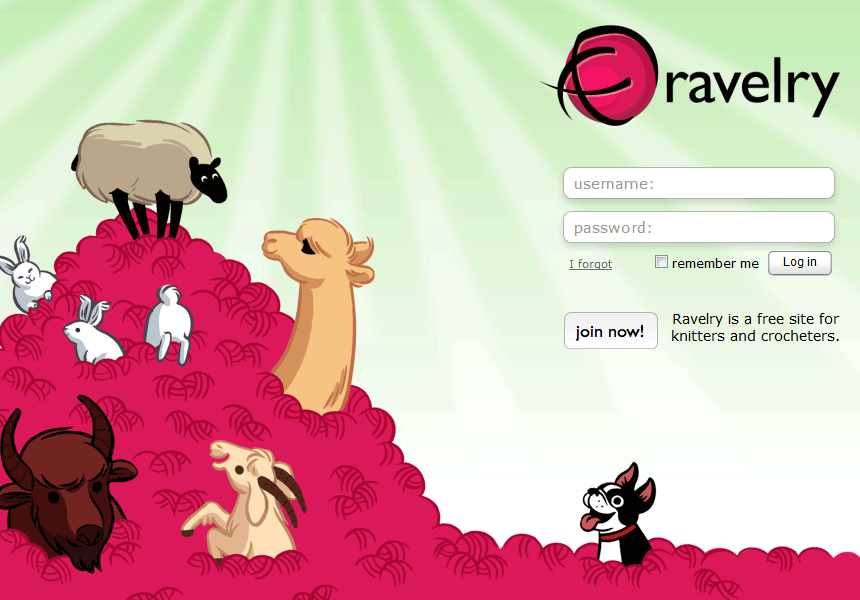 ravelry
username:
password:
I forgot
remember me
Log in
join now!
Ravelry is a free site for
knitters and crocheters.